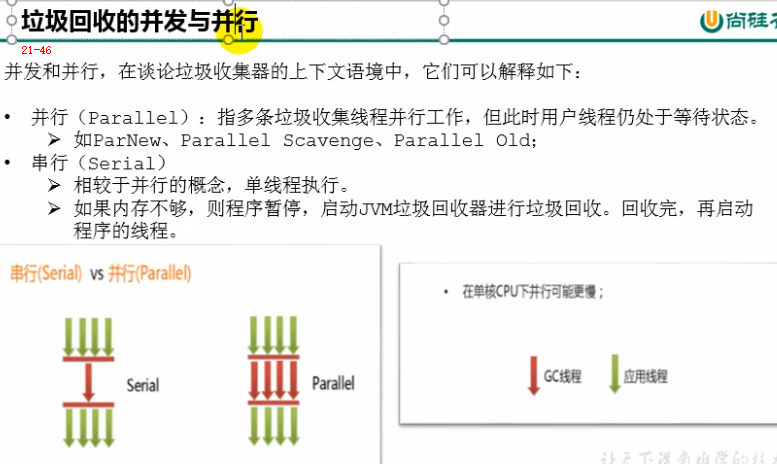 垃圾回收的并发与并行
尚硅
21-46
并发和并行，在谈论垃圾收集器的上下文语境中，它们可以解释如下：
• 并行（Parallel）：指多条垃圾收集线程并行工作，但此时用户线程仍处于等待状态。
➢ 如ParNew、Parallel Scavenge、Parallel Old；
• 串行（Serial）
➢ 相较于并行的概念，单线程执行。
➢ 如果内存不够，则程序暂停，启动JVM垃圾回收器进行垃圾回收。回收完，再启动
程序的线程。
串行(Serial) vs 并行(Parallel)
Serial
Parallel
• 在单核CPU下并行可能更慢；
GC线程
应用线程